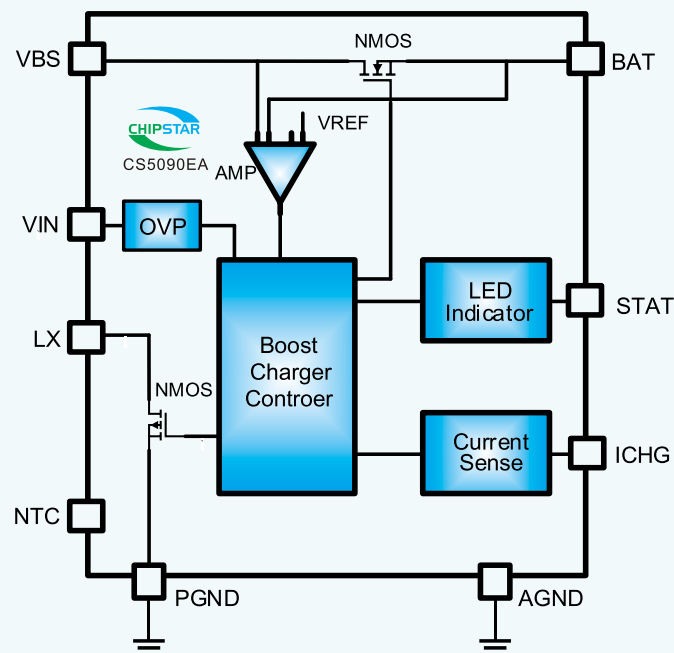 NMOS
VBS
BAT
CHIPSTAR
VREF
CS5090EA
AMP
VIN
OVP
LED
Indicator
STAT
LX
Boost
Charger
Controer
NMOS
Current
Sense
ICHG
NTC
PGND
AGND